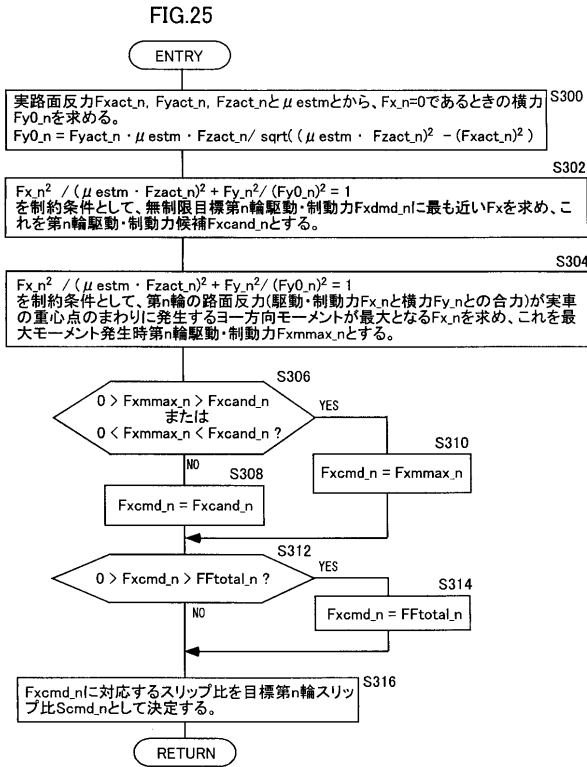 FIG.25
ENTRY
S300
実路面反力Fxact_n, Fyact_n, Fzact_nとμestmとから、Fx_n=0であるときの横力
Fy0_nを求める。
Fy0_n = Fyact_n · μestm · Fzact_n/ sqrt( (μestm · Fzact_n)² − (Fxact_n)² )
S302
Fx_n² / (μestm · Fzact_n)² + Fy_n²/ (Fy0_n)² = 1
を制約条件として、無制限目標第n輪駆動・制動力Fxdmd_nに最も近いFxを求め、こ
れを第n輪駆動・制動力候補Fxcand_nとする。
S304
Fx_n² / (μestm · Fzact_n)² + Fy_n²/ (Fy0_n)² = 1
を制約条件として、第n輪の路面反力(駆動・制動力Fx_nと横力Fy_nとの合力)が実車
の重心点のまわりに発生するヨー方向モーメントが最大となるFx_nを求め、これを最
大モーメント発生時第n輪駆動・制動力Fxmmax_nとする。
S306
0 > Fxmmax_n > Fxcand_n
または
0 < Fxmmax_n < Fxcand_n ?
YES
S310
Fxcmd_n = Fxmmax_n
NO
S308
Fxcmd_n = Fxcand_n
S312
0 > Fxcmd_n > FFtotal_n ?
YES
S314
Fxcmd_n = FFtotal_n
NO
S316
Fxcmd_nに対応するスリップ比を目標第n輪スリッ
プ比Scmd_nとして決定する。
RETURN